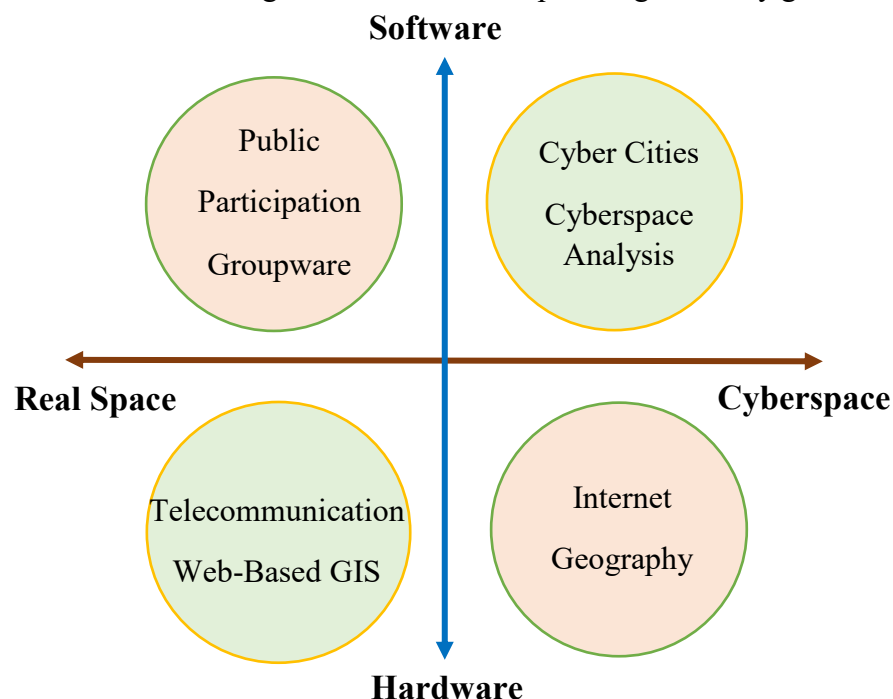 Software
Public
Participation
Groupware
Cyber Cities
Cyberspace
Analysis
Real Space
Cyberspace
Telecommunication
Web-Based GIS
Internet
Geography
Hardware